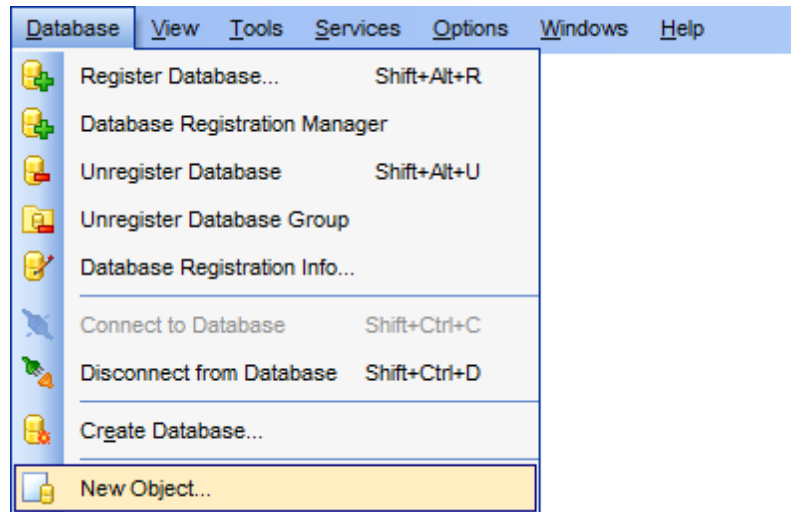 Database View Tools Services Options Windows Help
Register Database... Shift+Alt+R
Database Registration Manager
Unregister Database Shift+Alt+U
Unregister Database Group
Database Registration Info...
Connect to Database Shift+Ctrl+C
Disconnect from Database Shift+Ctrl+D
Create Database...
New Object...